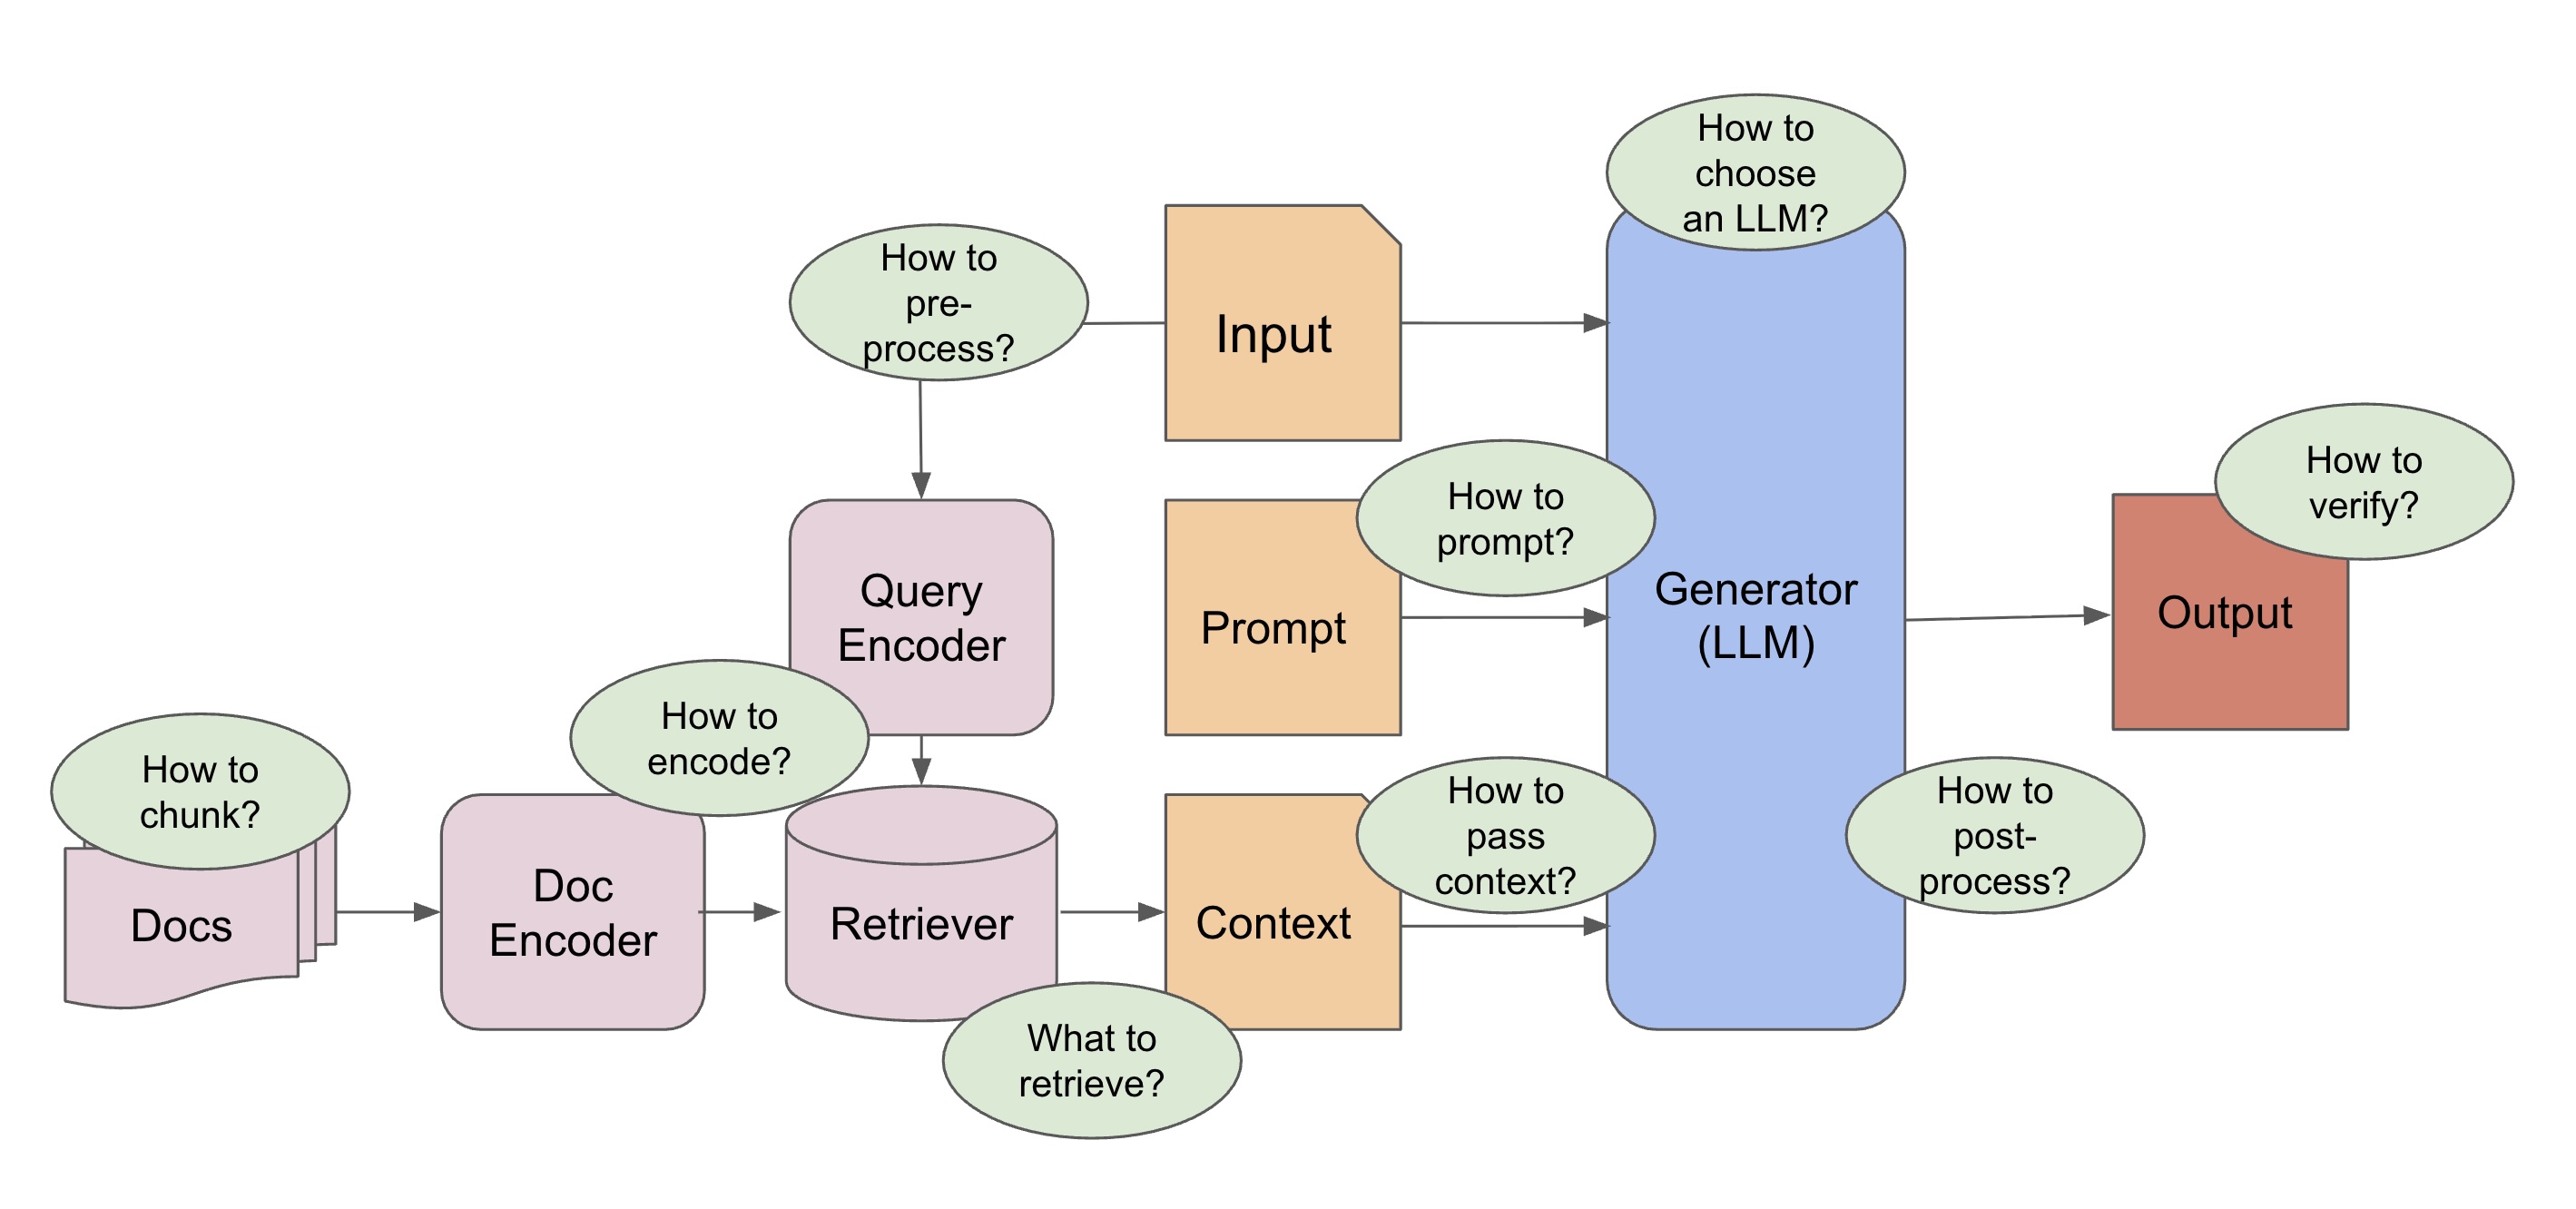 How to
choose
an LLM?
How to
pre-
process?
Input
How to
prompt?
How to
verify?
Query
Encoder
Prompt
Generator
(LLM)
Output
How to
encode?
How to
chunk?
How to
pass
context?
How to
post-
process?
Docs
Doc
Encoder
Retriever
Context
What to
retrieve?